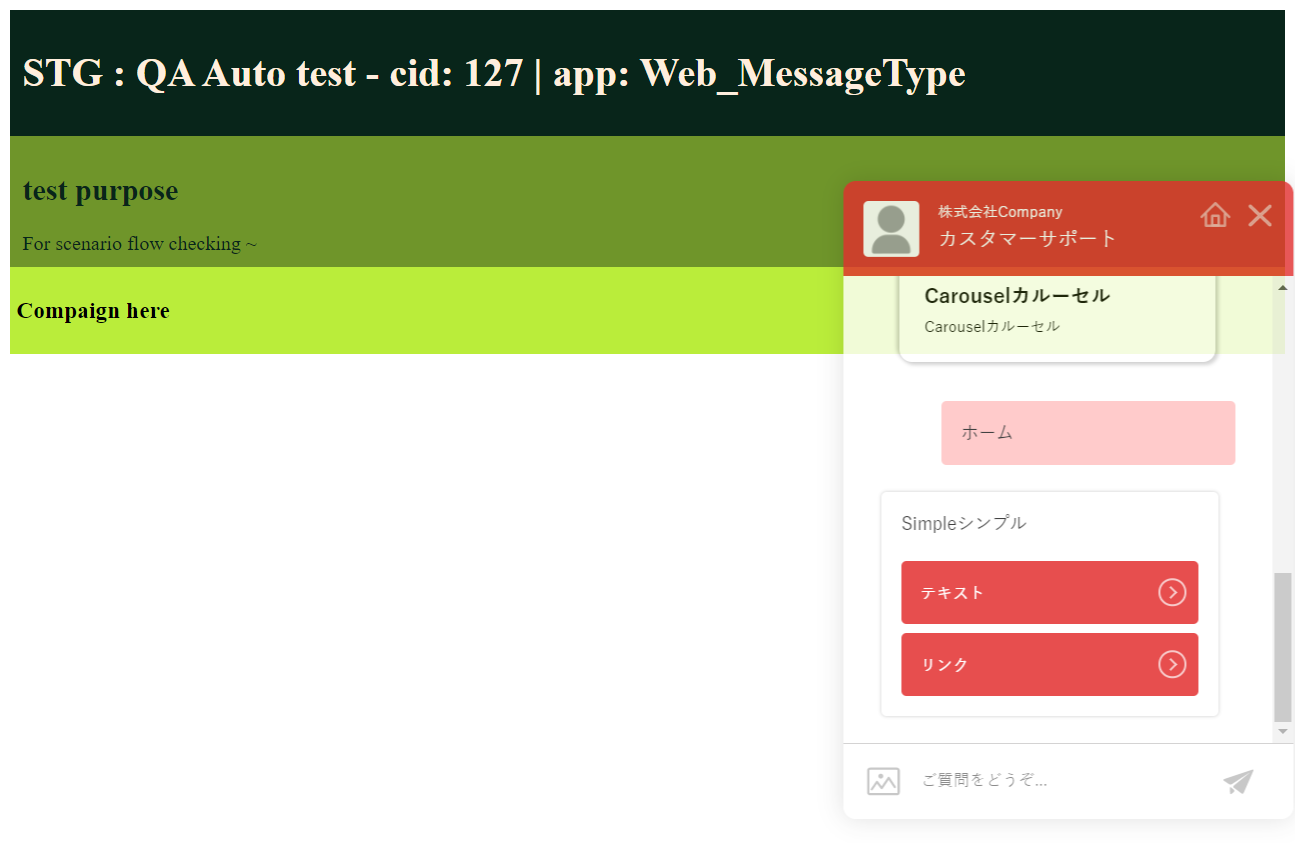 STG : QA Auto test - cid: 127 | app: Web_MessageType
test purpose
For scenario flow checking ~
Compaign here
株式会社Company
カスタマーサポート
Carouselカルーセル
Carouselカルーセル
ホーム
Simpleシンプル
テキスト
リンク
ご質問をどうぞ...